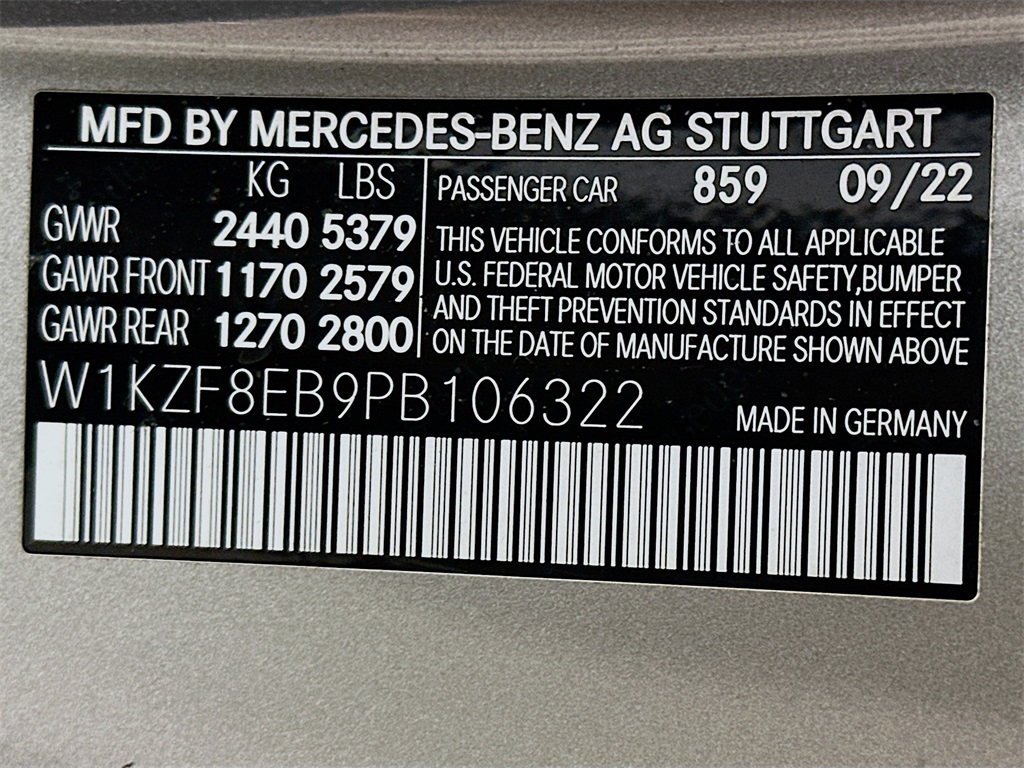 MFD BY MERCEDES-BENZ AG STUTTGART
KG LBS
GVWR 2440 5379
GAWR FRONT 1170 2579
GAWR REAR 1270 2800
PASSENGER CAR 859 09/22
THIS VEHICLE CONFORMS TO ALL APPLICABLE
U.S. FEDERAL MOTOR VEHICLE SAFETY,BUMPER
AND THEFT PREVENTION STANDARDS IN EFFECT
ON THE DATE OF MANUFACTURE SHOWN ABOVE
W1KZF8EB9PB106322
MADE IN GERMANY